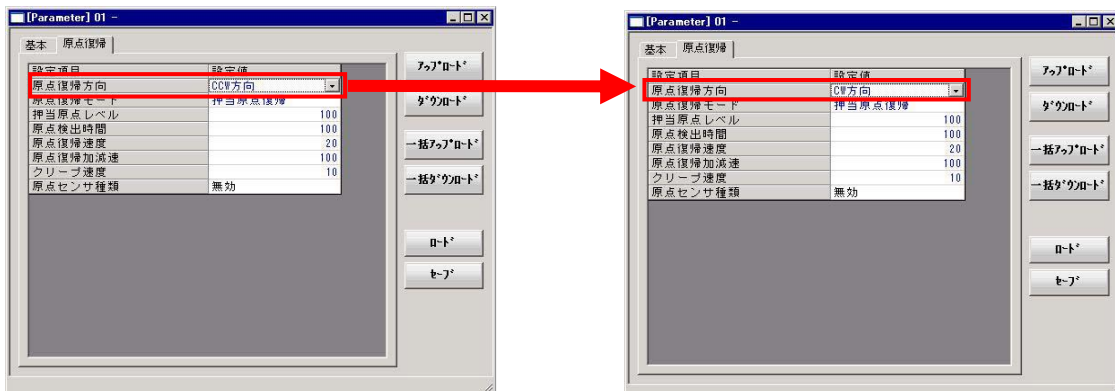 [Parameter] 01 -
基本 原点復帰
設定項目 設定値
原点復帰方向 CCW方向
原点復帰モード 押当原点復帰
押当原点レベル 100
原点検出時間 100
原点復帰速度 20
原点復帰加減速 100
クリープ速度 10
原点センサ種類 無効
ｱｯﾌﾟﾛｰﾄﾞ
ﾀﾞｳﾝﾛｰﾄﾞ
一括ｱｯﾌﾟﾛｰﾄﾞ
一括ﾀﾞｳﾝﾛｰﾄﾞ
ﾛｰﾄﾞ
ｾｰﾌﾞ
[Parameter] 01 -
基本 原点復帰
設定項目 設定値
原点復帰方向 CW方向
原点復帰モード 押当原点復帰
押当原点レベル 100
原点検出時間 100
原点復帰速度 20
原点復帰加減速 100
クリープ速度 10
原点センサ種類 無効
ｱｯﾌﾟﾛｰﾄﾞ
ﾀﾞｳﾝﾛｰﾄﾞ
一括ｱｯﾌﾟﾛｰﾄﾞ
一括ﾀﾞｳﾝﾛｰﾄﾞ
ﾛｰﾄﾞ
ｾｰﾌﾞ